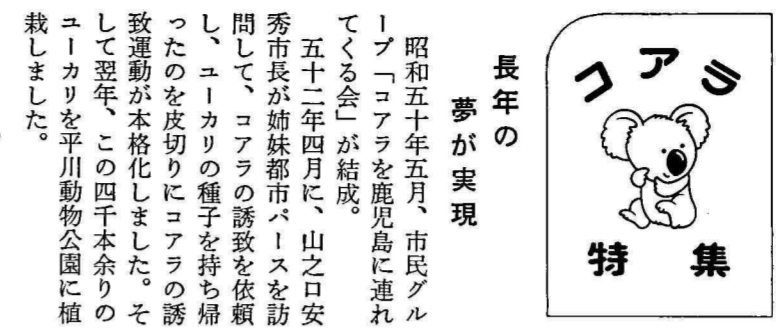 コアラ
特集
長年の
夢が実現
昭和五十年五月、市民グル
ープ「コアラを鹿児島に連れ
てくる会」が結成。
五十二年四月に、山之口安
秀市長が姉妹都市パースを訪
問して、コアラの誘致を依頼
し、ユーカリの種子を持ち帰
ったのを皮切りにコアラの誘
致運動が本格化しました。そ
して翌年、この四千本余りの
ユーカリを平川動物公園に植
栽しました。